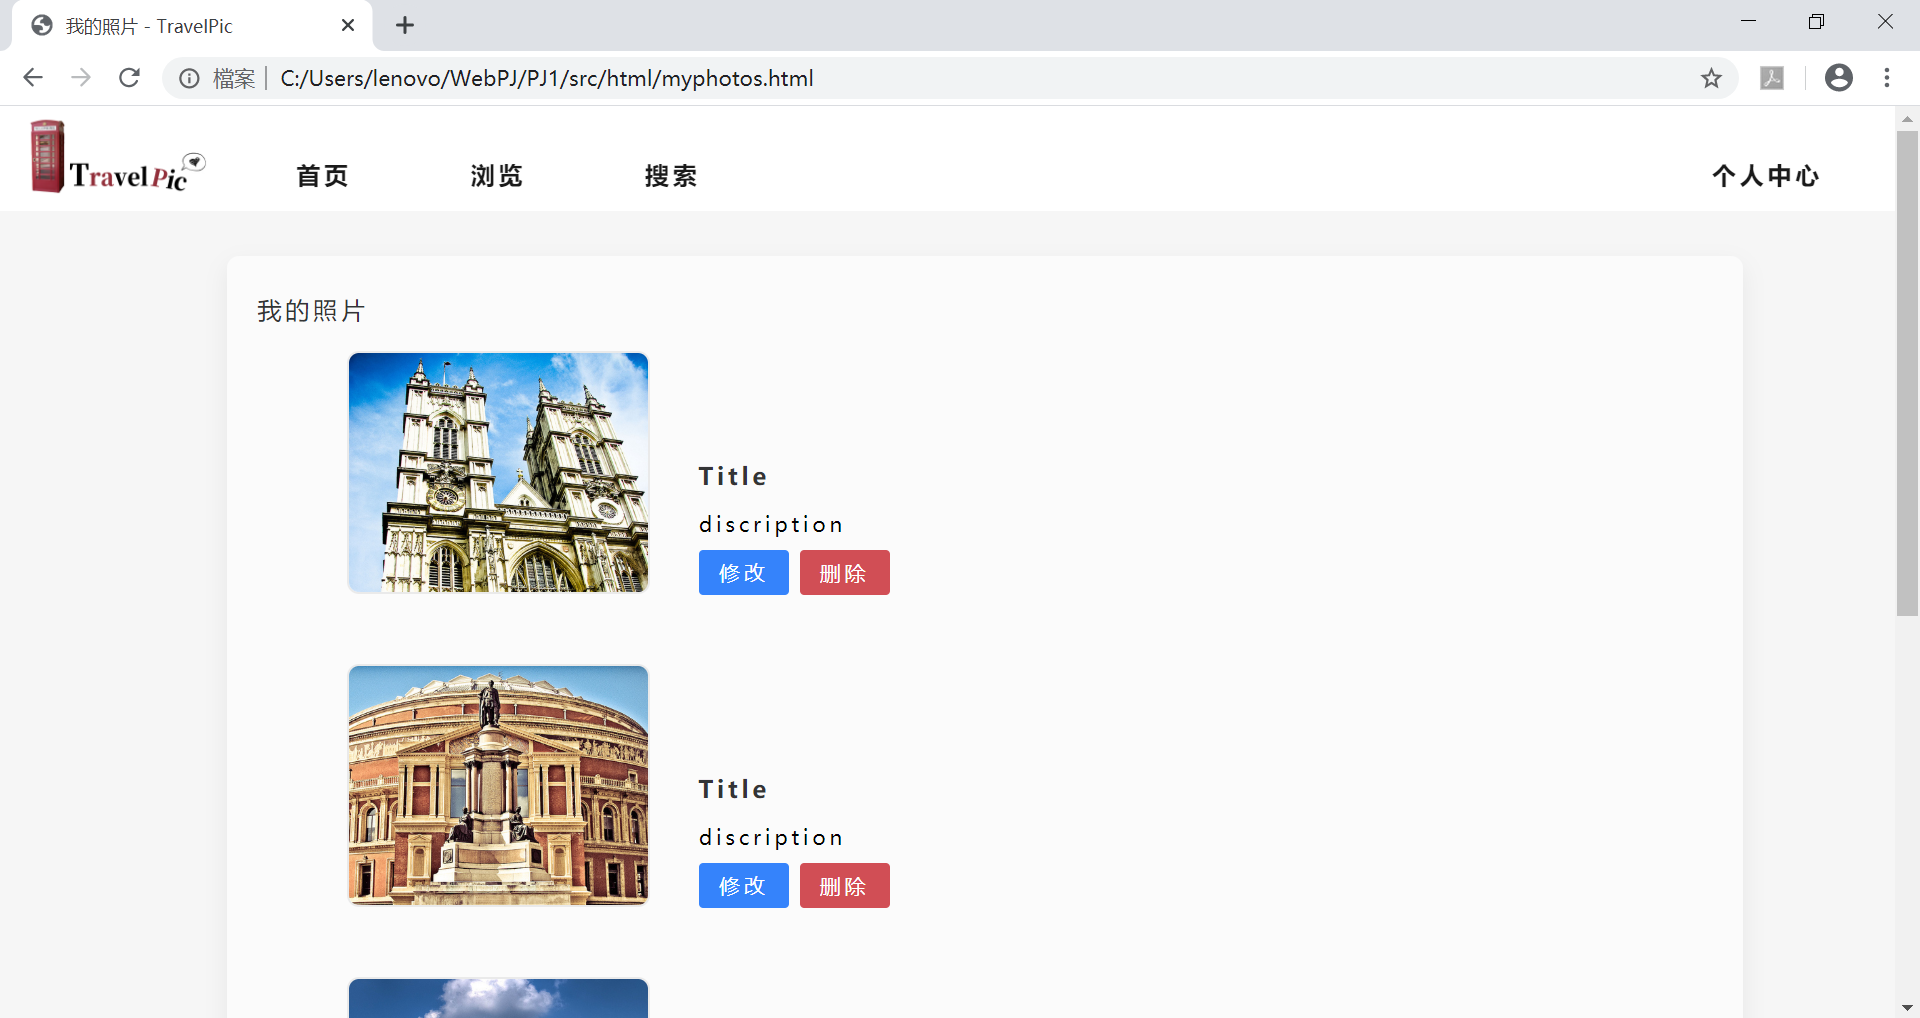 我的照片 - TravelPic
檔案 | C:/Users/lenovo/WebPJ/PJ1/src/html/myphotos.html
TravelPic 首页 浏览 搜索 个人中心
我的照片
Title
discription
修改 删除
Title
discription
修改 删除